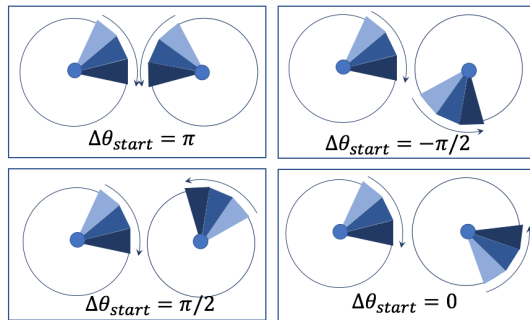 Δθ_start = π
Δθ_start = −π/2
Δθ_start = π/2
Δθ_start = 0